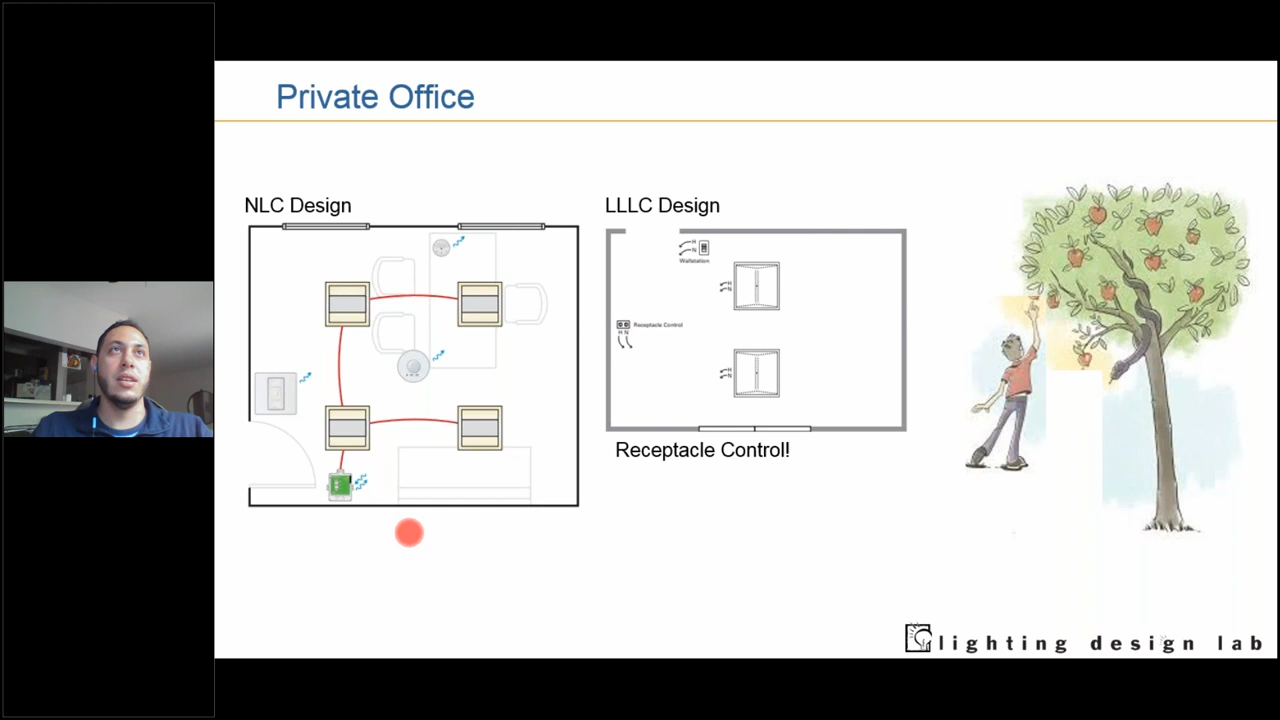 Private Office
NLC Design
LLLC Design
H
N
Wallstation
H
N
Receptacle Control
H N
H
N
Receptacle Control!
lighting design lab